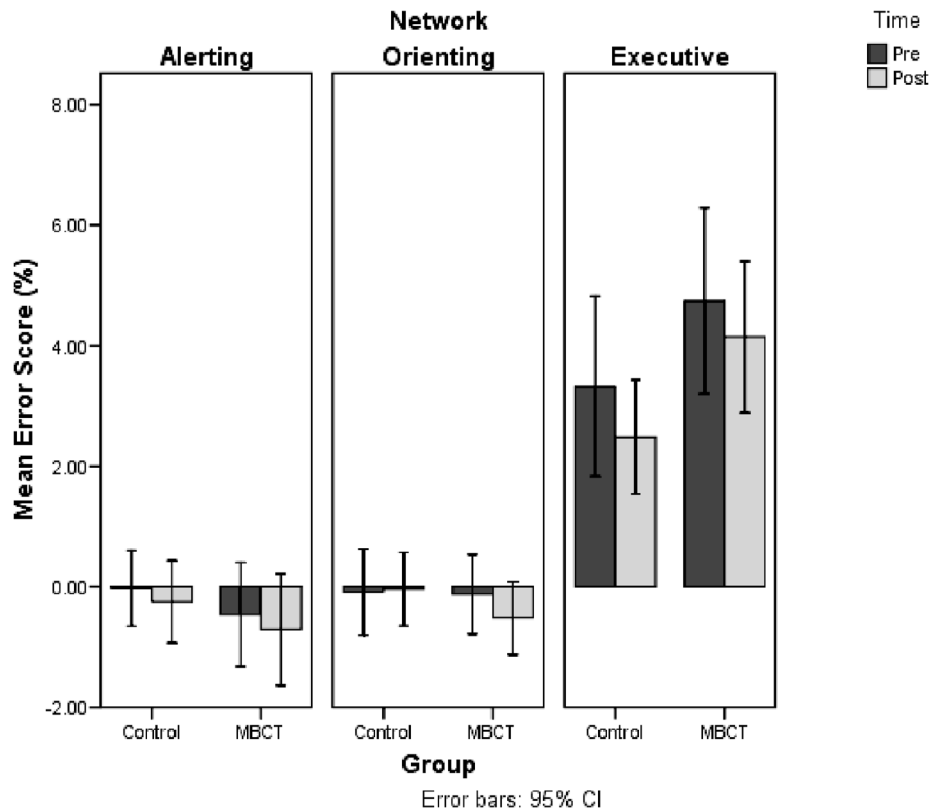 Network
Time
Alerting
Orienting
Executive
Pre
Post
8.00
6.00
4.00
2.00
0.00
-2.00
Mean Error Score (%)
Control
MBCT
Control
MBCT
Control
MBCT
Group
Error bars: 95% CI